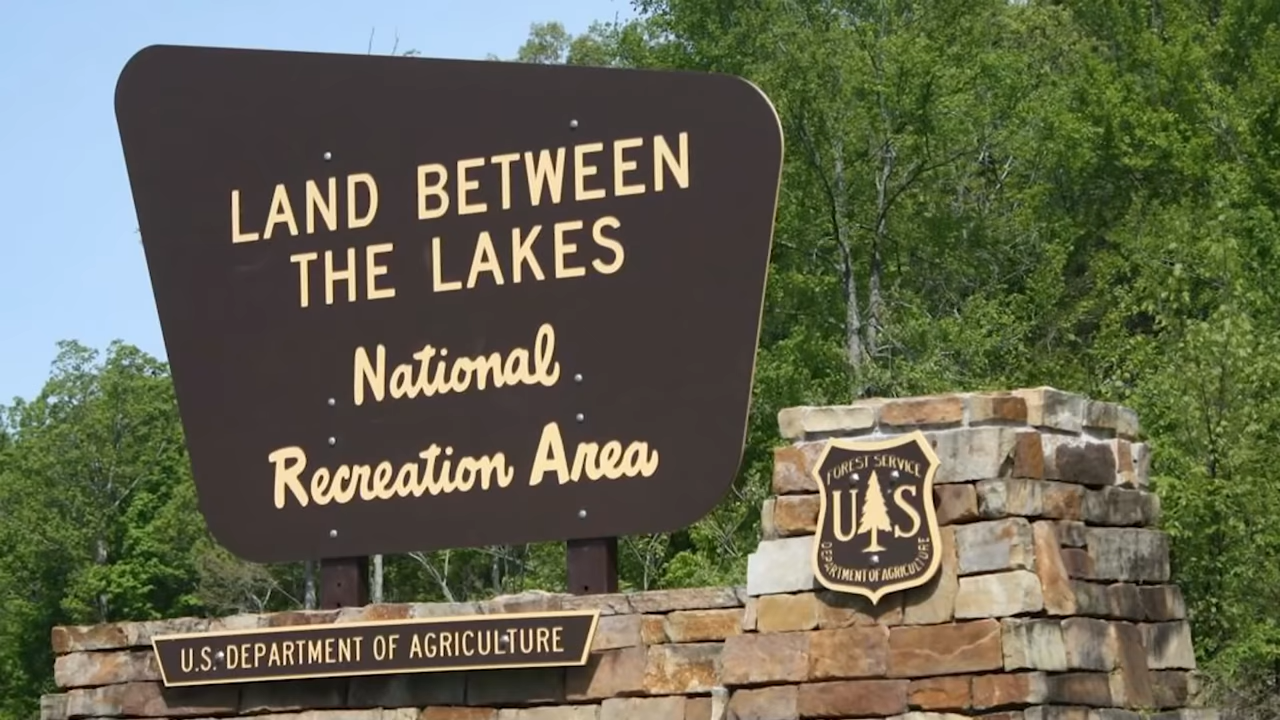 LAND BETWEEN
THE LAKES
National
Recreation Area
FOREST SERVICE
US
DEPARTMENT OF AGRICULTURE
U.S. DEPARTMENT OF AGRICULTURE